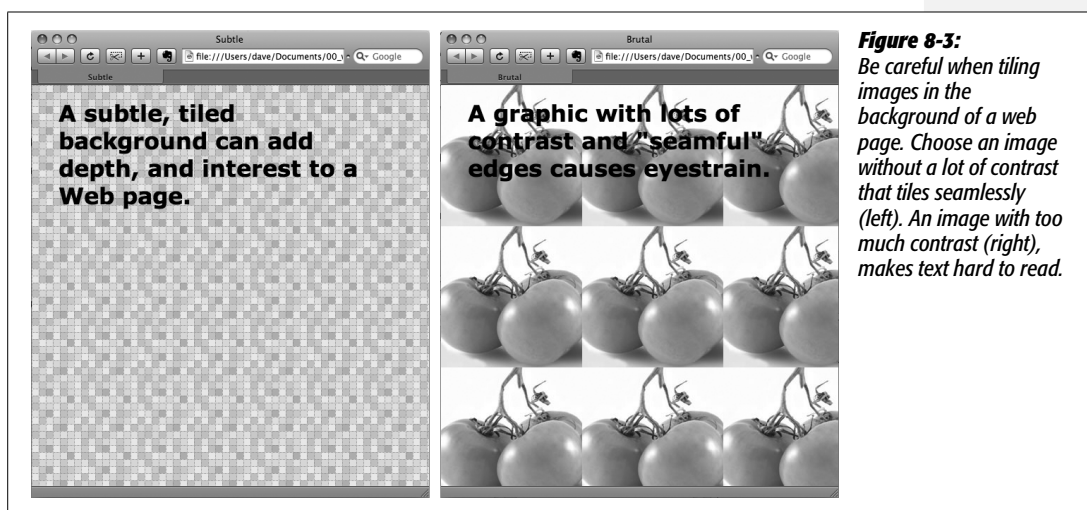 Subtle
file:///Users/dave/Documents/00_
Google
Subtle
A subtle, tiled
background can add
depth, and interest to a
Web page.
Brutal
file:///Users/dave/Documents/00_
Google
Brutal
A graphic with lots of
contrast and "seamful"
edges causes eyestrain.
Figure 8-3:
Be careful when tiling
images in the
background of a web
page. Choose an image
without a lot of contrast
that tiles seamlessly
(left). An image with too
much contrast (right),
makes text hard to read.